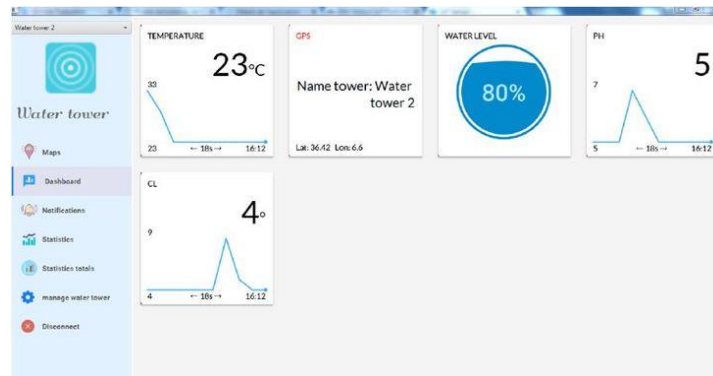 Water tower 2
Water tower
Maps
Dashboard
Notifications
Statistics
Statistics totals
manage water tower
Disconnect
TEMPERATURE
23°C
33
23 ← 18s → 16:12
GPS
Name tower: Water
tower 2
Lat: 36.42 Lon: 6.6
WATER LEVEL
80%
PH
5
7
5 ← 18s → 16:12
CL
4°
9
4 ← 18s → 16:12